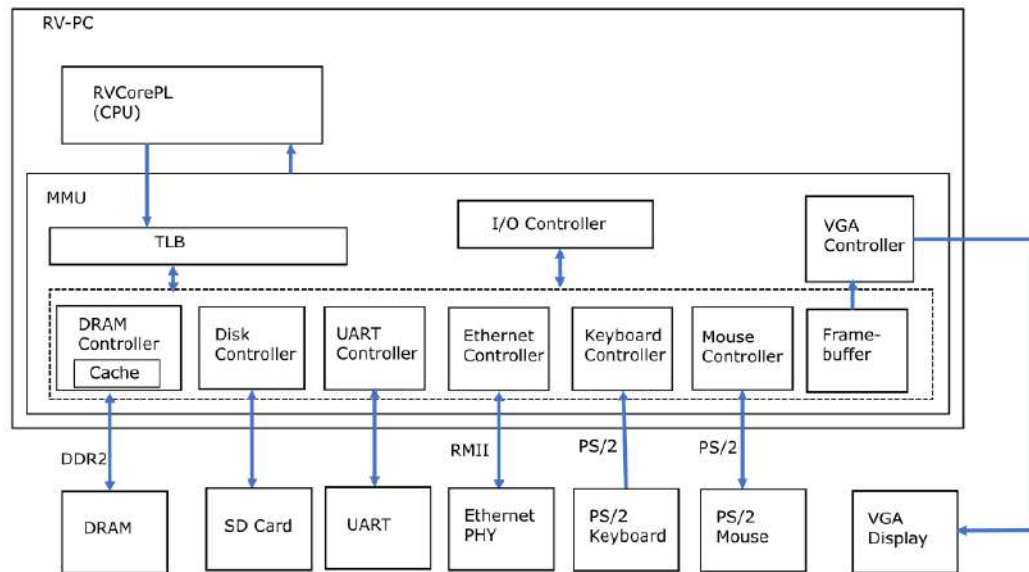 RV-PC
RVCorePL
(CPU)
MMU
TLB
I/O Controller
VGA
Controller
DRAM
Controller
Cache
Disk
Controller
UART
Controller
Ethernet
Controller
Keyboard
Controller
Mouse
Controller
Frame-
buffer
DDR2
RMII
PS/2
PS/2
DRAM
SD Card
UART
Ethernet
PHY
PS/2
Keyboard
PS/2
Mouse
VGA
Display